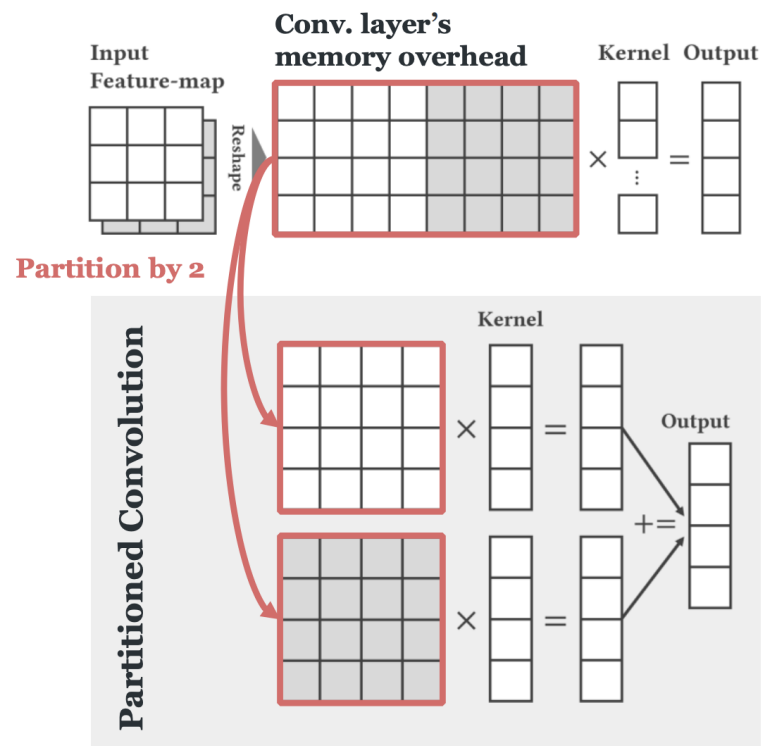 Conv. layer's
memory overhead
Input
Feature-map
Kernel
Output
Reshape
×
⋮
=
Partition by 2
Partitioned Convolution
Kernel
×
=
Output
+=
×
=